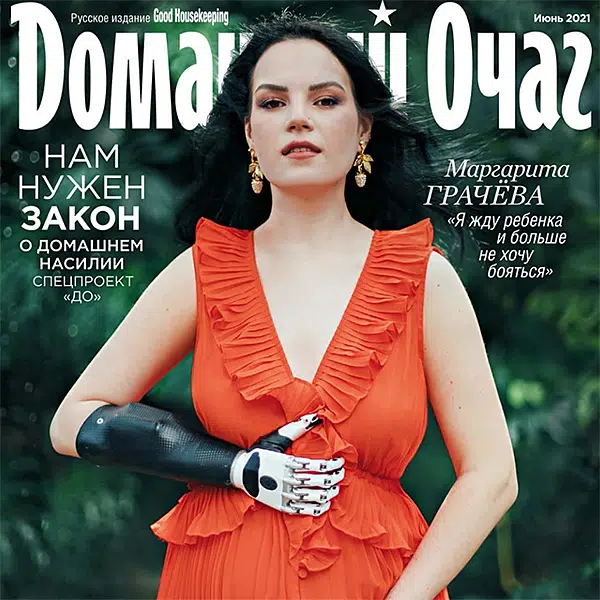 Русское издание Good Housekeeping
Июнь 2021
Домашний Очаг
НАМ
НУЖЕН
ЗАКОН
О ДОМАШНЕМ
НАСИЛИИ
СПЕЦПРОЕКТ
«ДО»
Маргарита
ГРАЧЁВА
«Я жду ребенка
и больше
не хочу
бояться»